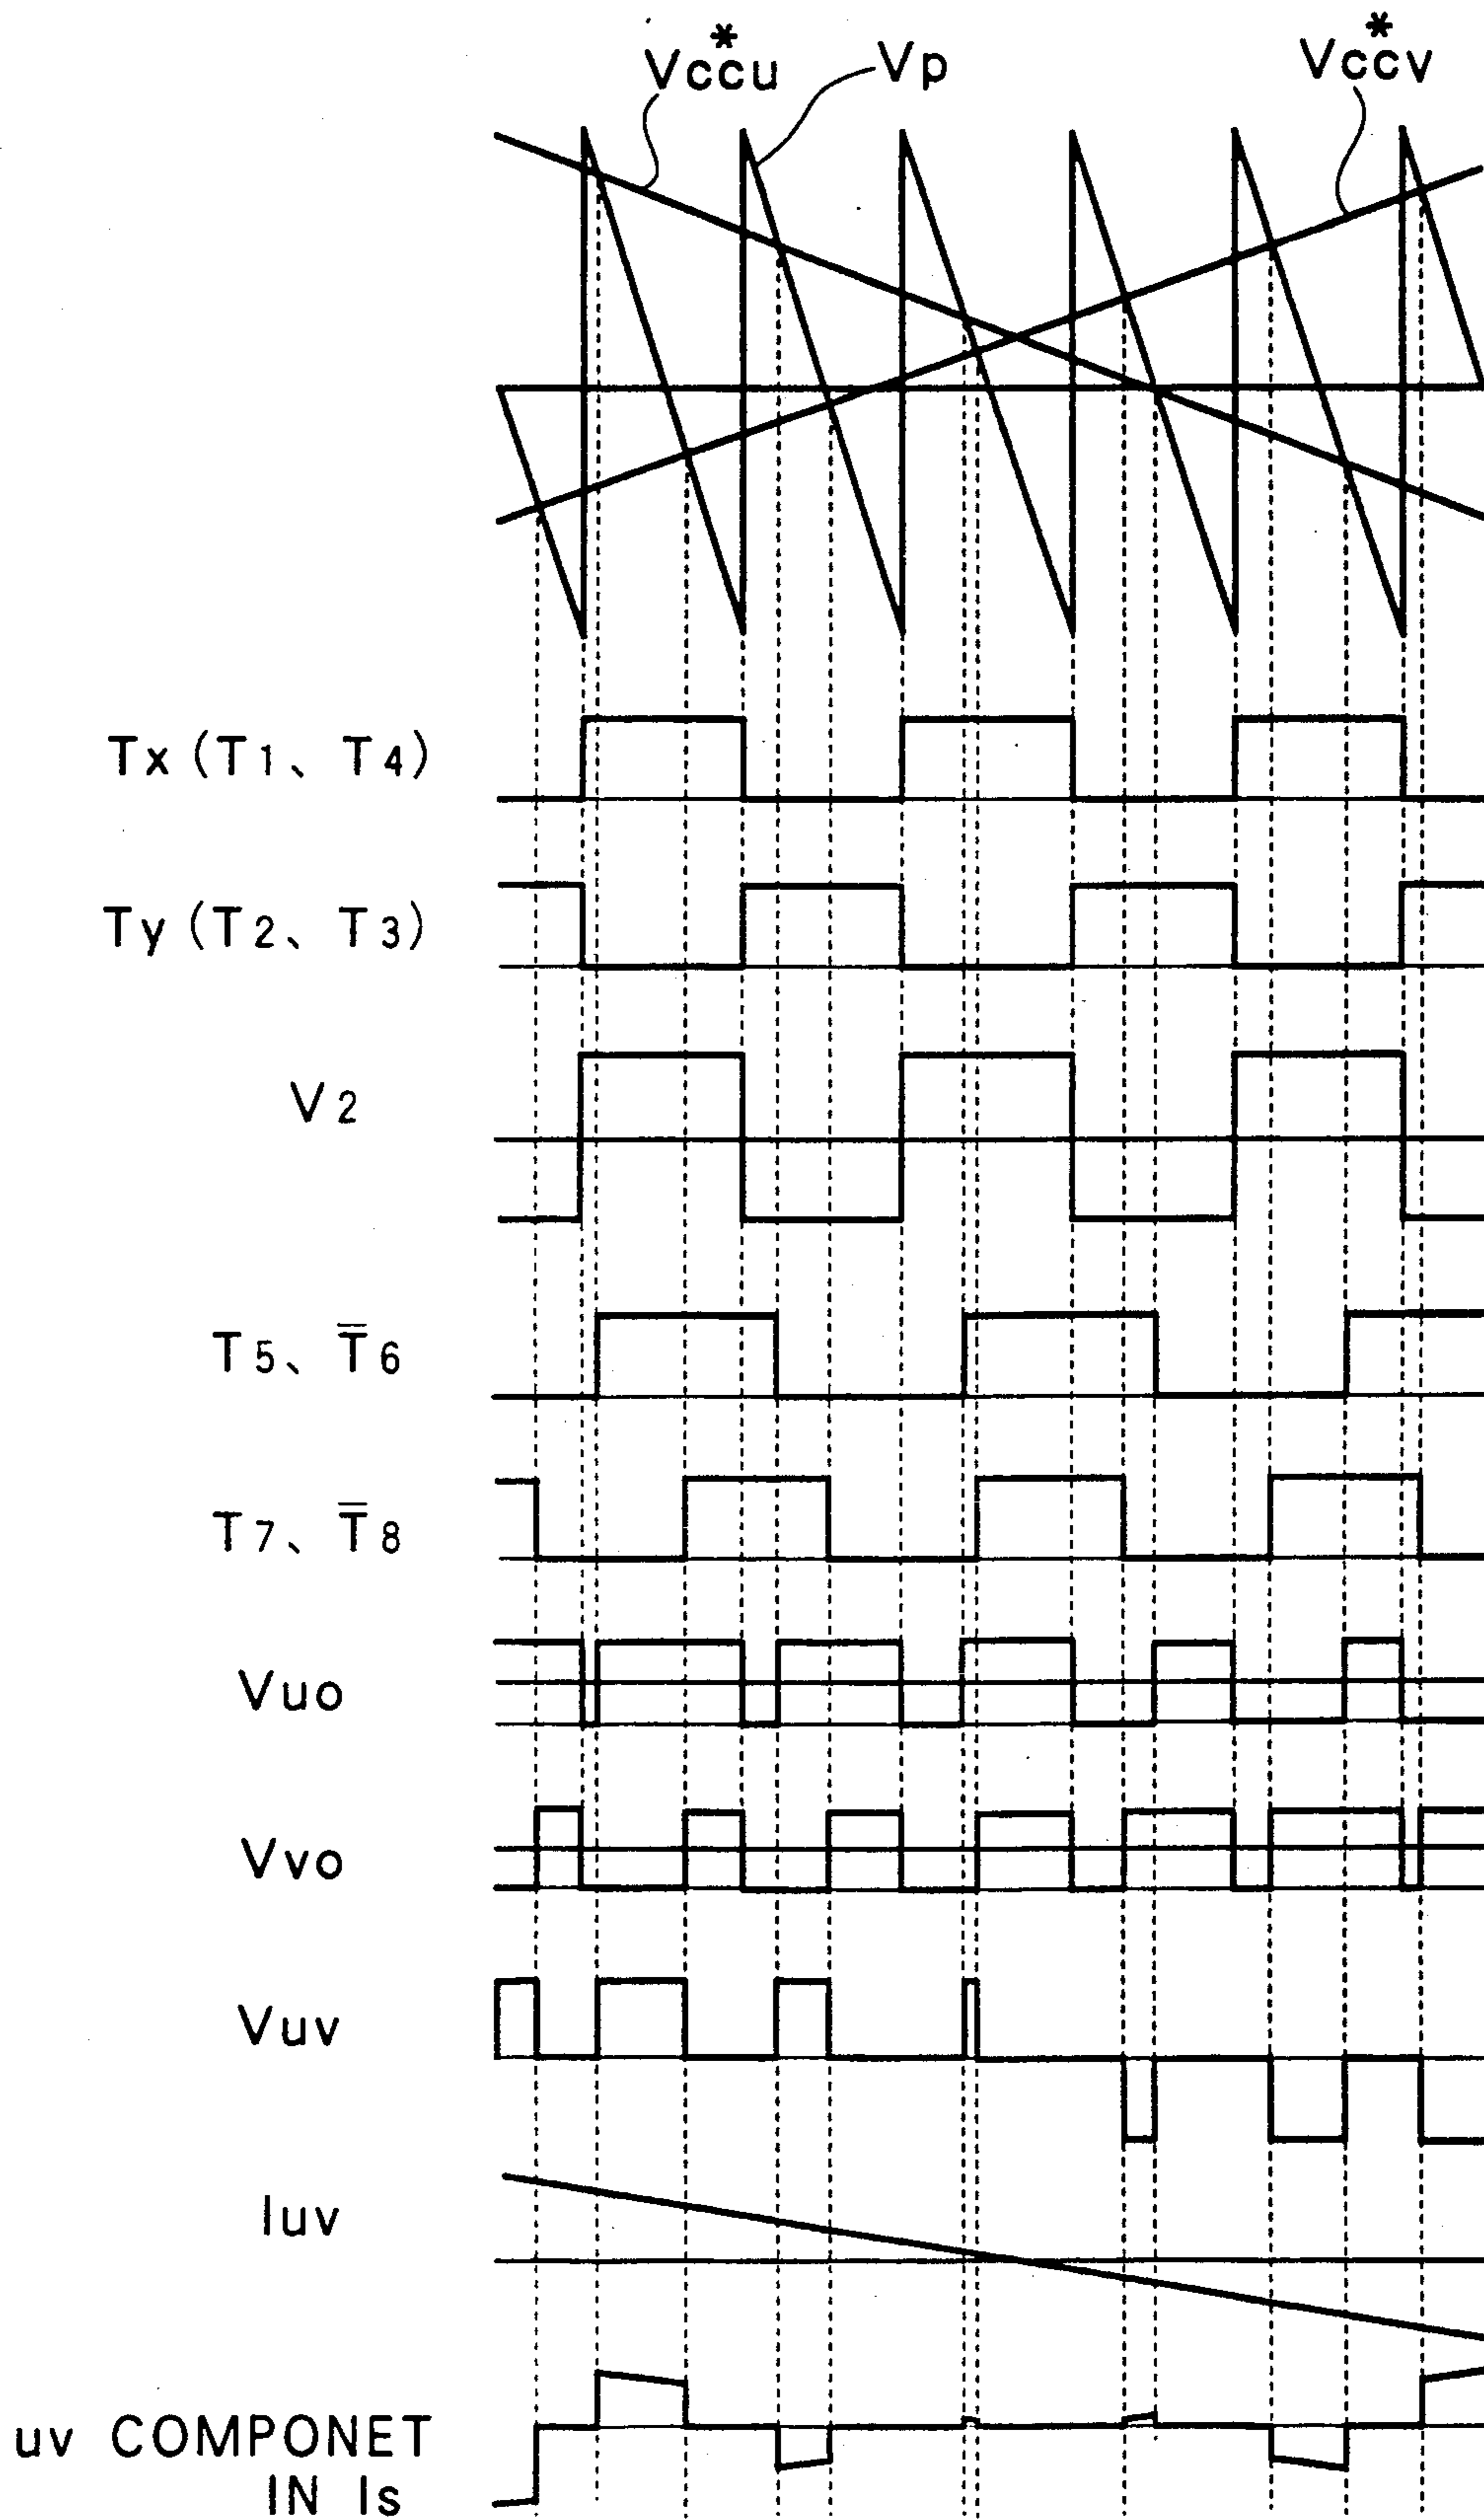 Vccu* Vp Vccv*
Tx (T1、T4)
Ty (T2、T3)
V2
T5、T̅6
T7、T̅8
Vuo
Vvo
Vuv
Iuv
uv COMPONET
IN Is